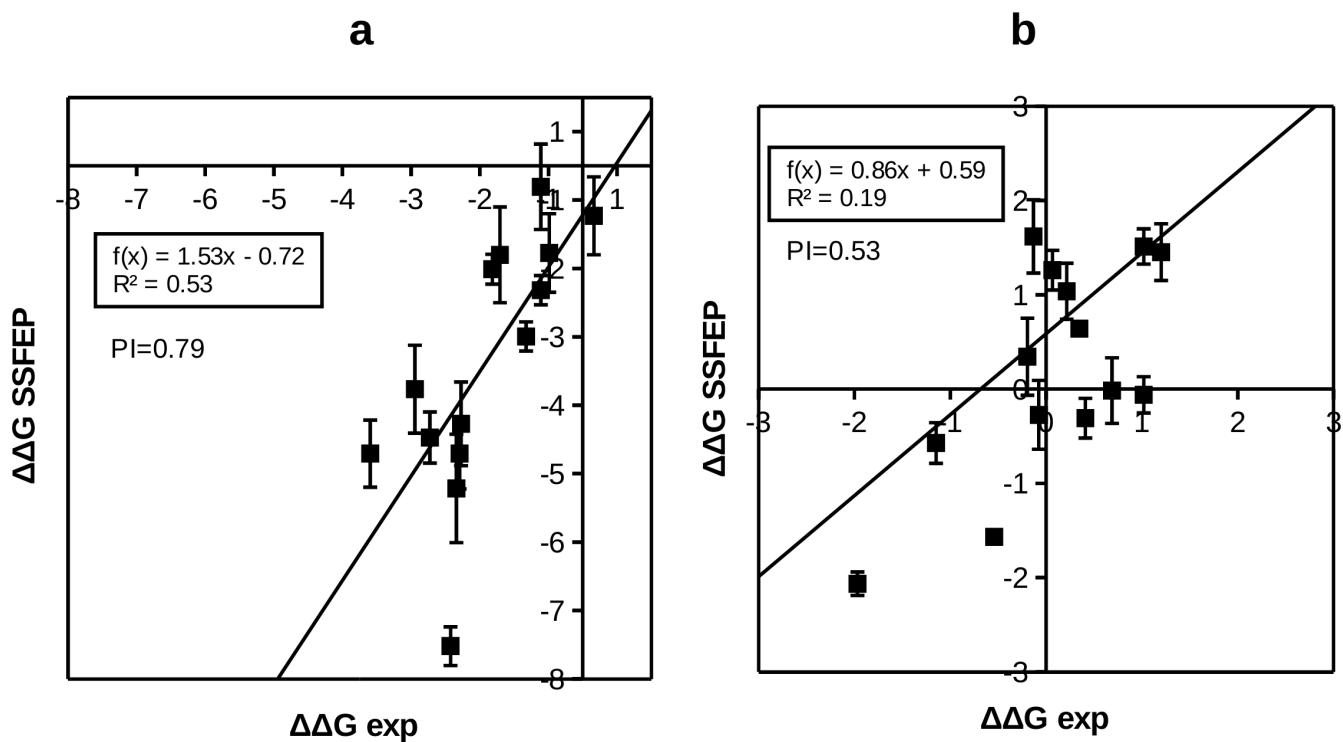 a
b
1
-8 -7 -6 -5 -4 -3 -2 -1 1
f(x) = 1.53x - 0.72
R² = 0.53
PI=0.79
-1
-2
-3
-4
-5
-6
-7
-8
ΔΔG SSFEP
ΔΔG exp
3
f(x) = 0.86x + 0.59
R² = 0.19
PI=0.53
2
1
0
-3 -2 -1 0 1 2 3
-1
-2
-3
ΔΔG SSFEP
ΔΔG exp